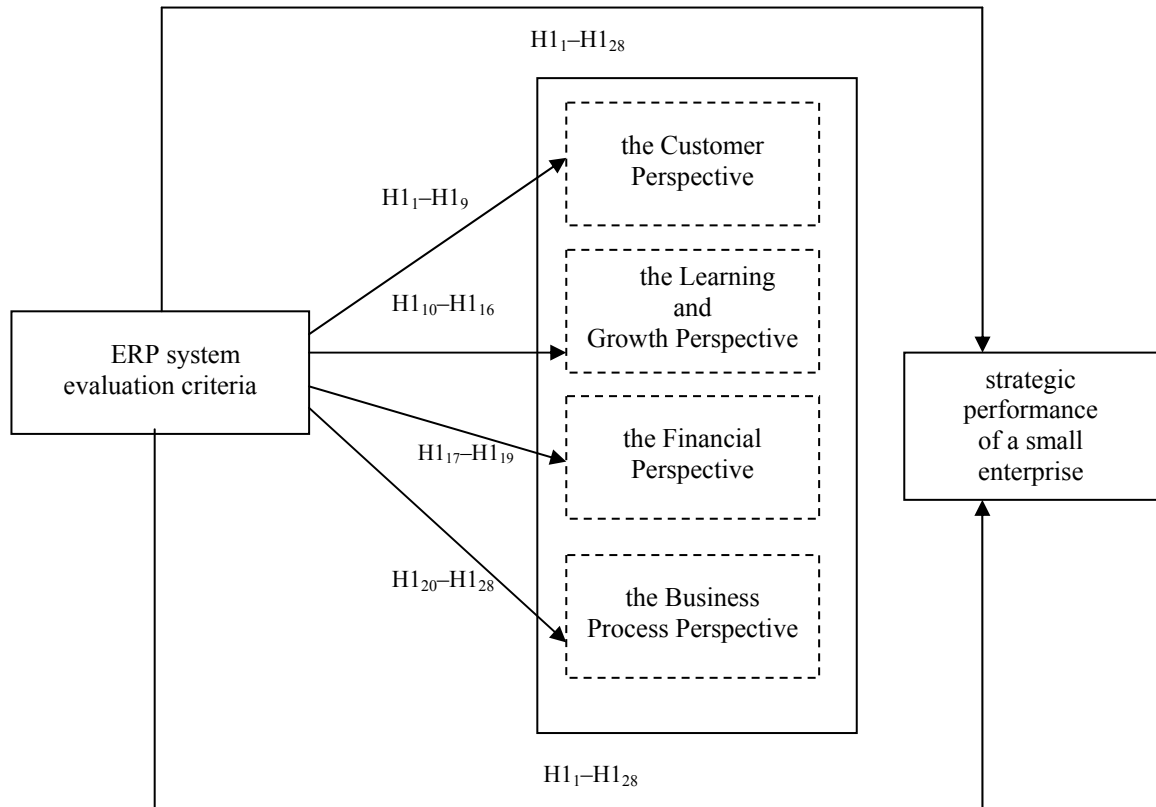 H1₁–H1₂₈
the Customer
Perspective
H1₁–H1₉
the Learning
and
Growth Perspective
H1₁₀–H1₁₆
ERP system
evaluation criteria
strategic
performance
of a small
enterprise
the Financial
Perspective
H1₁₇–H1₁₉
H1₂₀–H1₂₈
the Business
Process Perspective
H1₁–H1₂₈